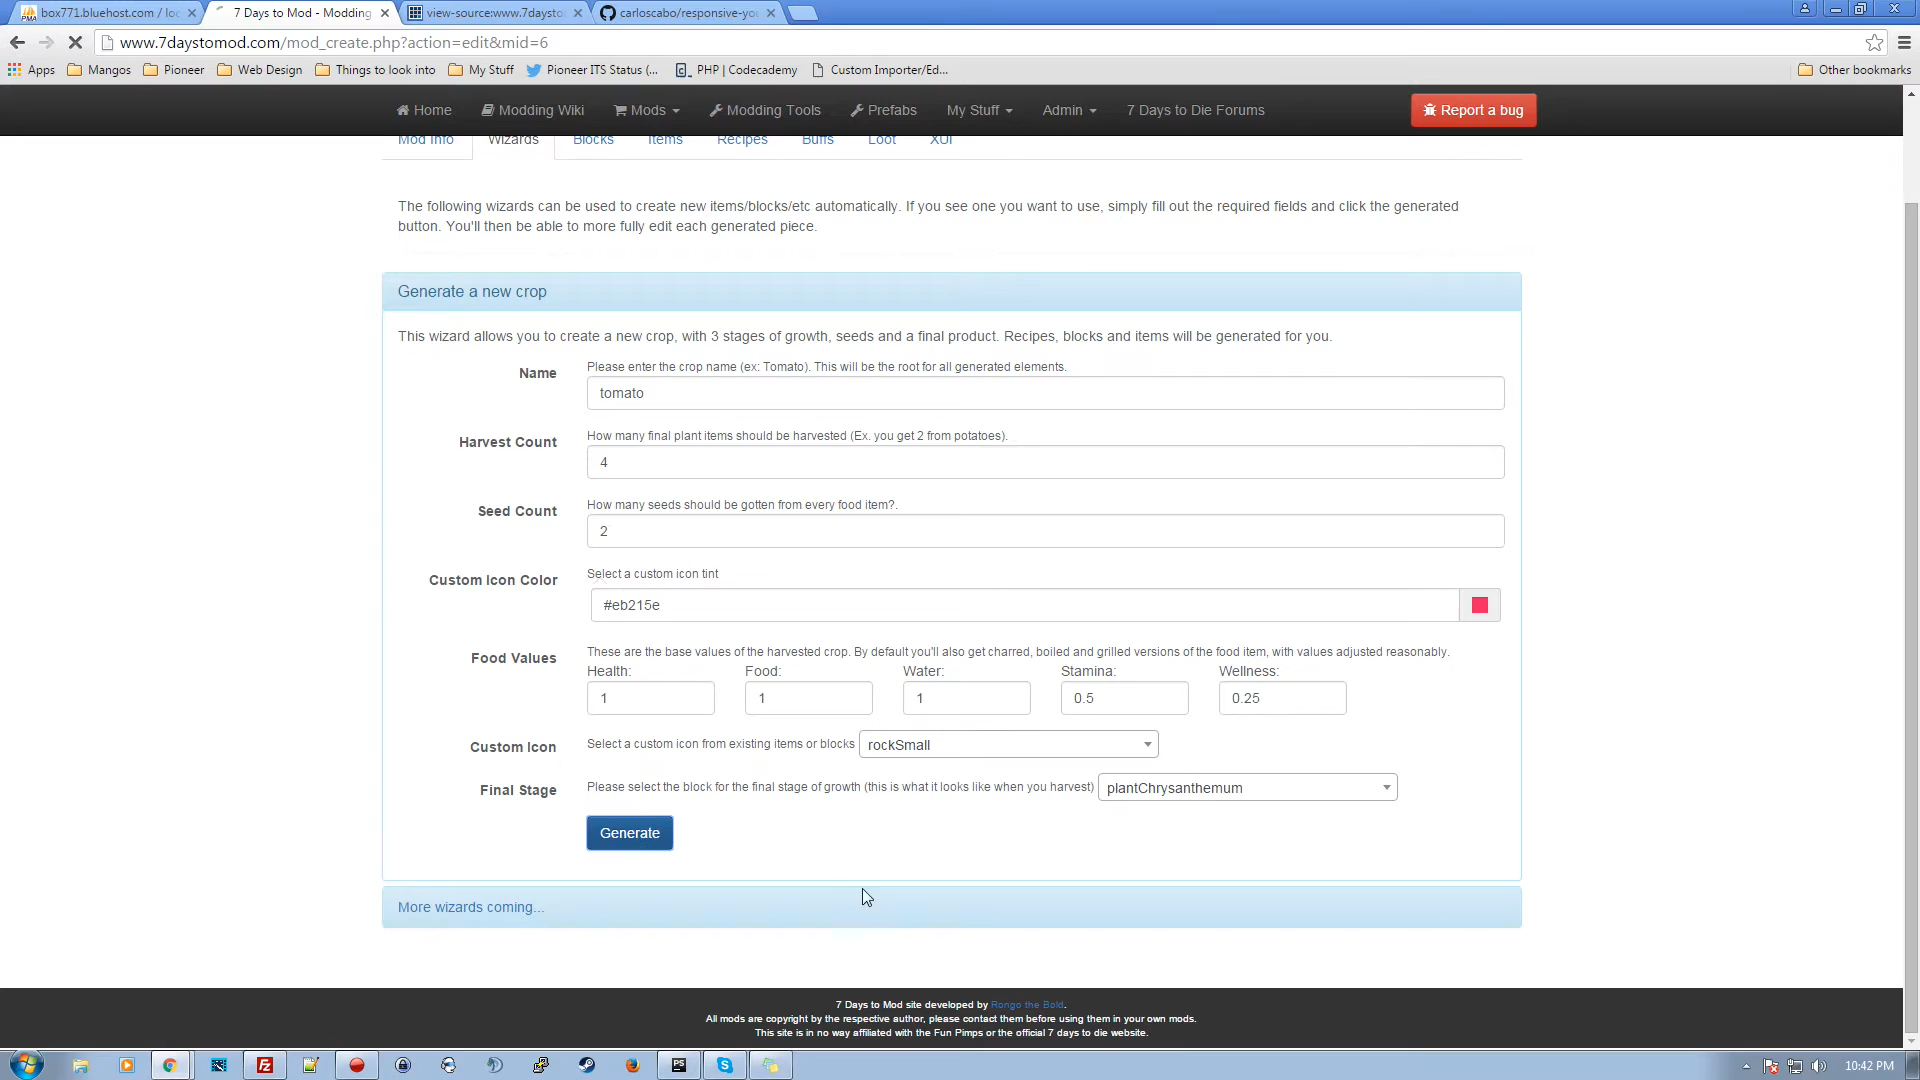 box771.bluehost.com / loc
7 Days to Mod - Modding
view-source:www.7daysto
carloscabo/responsive-yo
www.7daystomod.com/mod_create.php?action=edit&mid=6
Apps Mangos Pioneer Web Design Things to look into My Stuff Pioneer ITS Status (... PHP | Codecademy Custom Importer/Ed... Other bookmarks
Home Modding Wiki Mods Modding Tools Prefabs My Stuff Admin 7 Days to Die Forums Report a bug
Mod Info Wizards Blocks Items Recipes Buffs Loot XUI
The following wizards can be used to create new items/blocks/etc automatically. If you see one you want to use, simply fill out the required fields and click the generated
button. You'll then be able to more fully edit each generated piece.
Generate a new crop
This wizard allows you to create a new crop, with 3 stages of growth, seeds and a final product. Recipes, blocks and items will be generated for you.
Name
Please enter the crop name (ex: Tomato). This will be the root for all generated elements.
tomato
Harvest Count
How many final plant items should be harvested (Ex. you get 2 from potatoes).
4
Seed Count
How many seeds should be gotten from every food item?.
2
Custom Icon Color
Select a custom icon tint
#eb215e
Food Values
These are the base values of the harvested crop. By default you'll also get charred, boiled and grilled versions of the food item, with values adjusted reasonably.
Health: Food: Water: Stamina: Wellness:
1 1 1 0.5 0.25
Custom Icon Select a custom icon from existing items or blocks rockSmall
Final Stage Please select the block for the final stage of growth (this is what it looks like when you harvest) plantChrysanthemum
Generate
More wizards coming...
7 Days to Mod site developed by Rongo the Bold.
All mods are copyright by the respective author, please contact them before using them in your own mods.
This site is in no way affiliated with the Fun Pimps or the official 7 days to die website.
10:42 PM